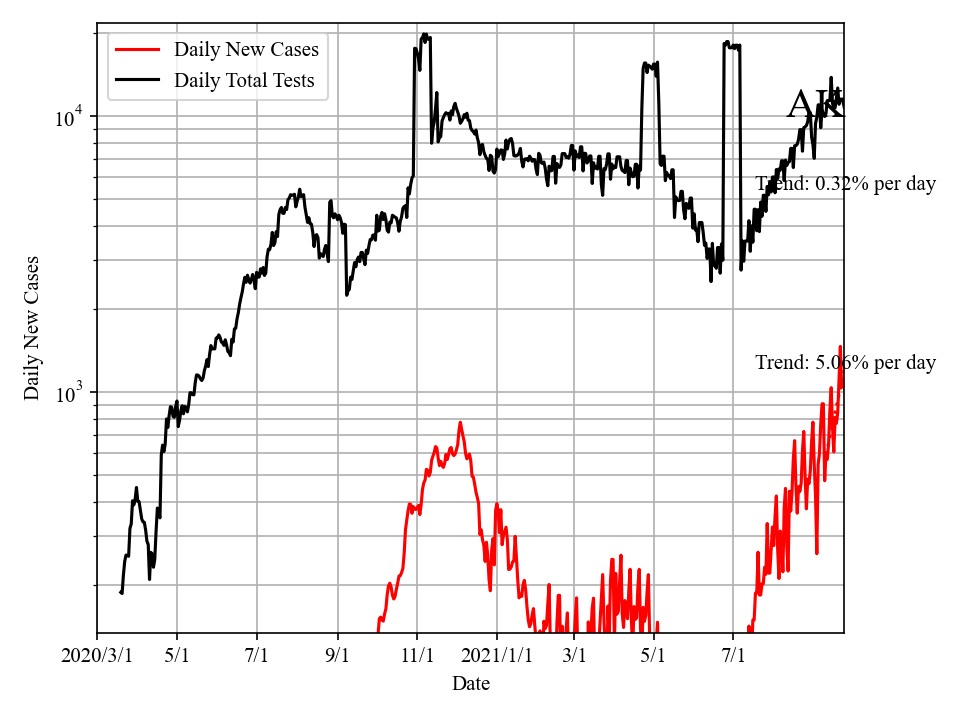 Daily New Cases
Daily Total Tests
AK
Trend: 0.32% per day
Trend: 5.06% per day
10^4
10^3
Daily New Cases
2020/3/1 5/1 7/1 9/1 11/1 2021/1/1 3/1 5/1 7/1
Date